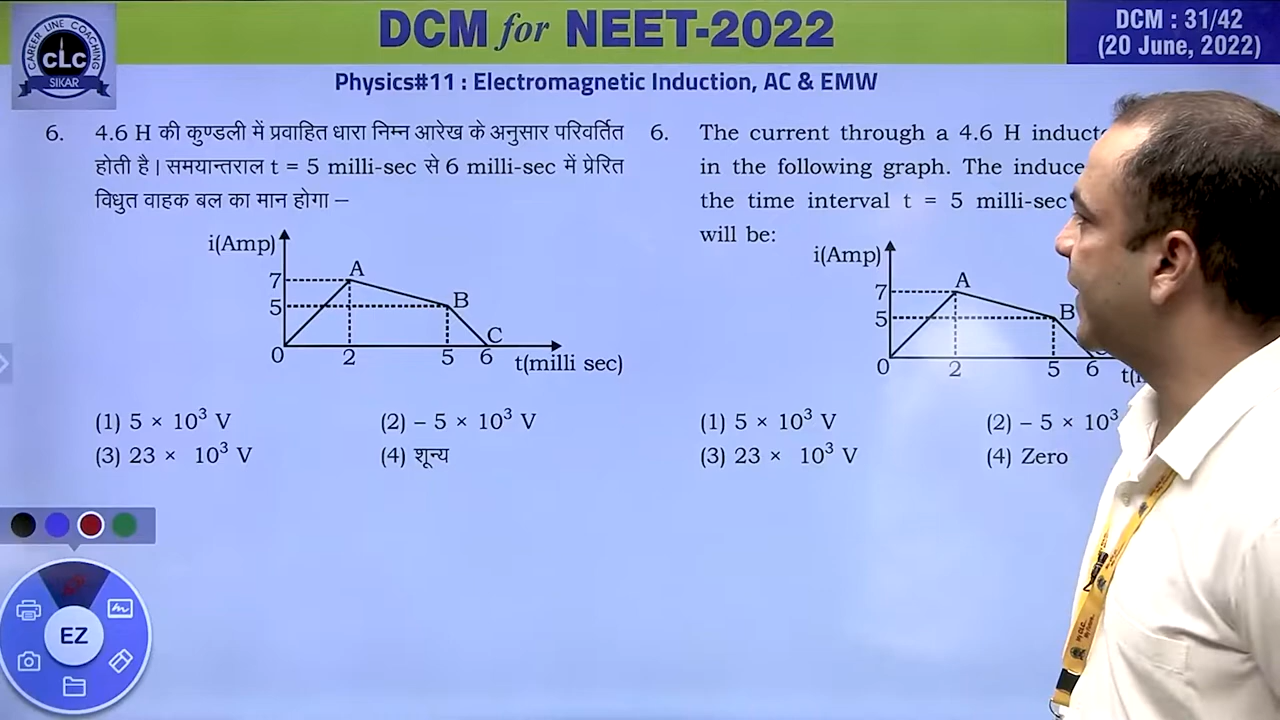 CAREER LINE COACHING
CLC
SIKAR
DCM for NEET-2022
DCM : 31/42
(20 June, 2022)
Physics#11 : Electromagnetic Induction, AC & EMW
6. 4.6 H की कुण्डली में प्रवाहित धारा निम्न आरेख के अनुसार परिवर्तित
होती है। समयान्तराल t = 5 milli-sec से 6 milli-sec में प्रेरित
विधुत वाहक बल का मान होगा –
i(Amp)
7
A
5
B
C
0
2
5
6
t(milli sec)
(1) 5 × 10³ V
(2) – 5 × 10³ V
(3) 23 × 10³ V
(4) शून्य
6. The current through a 4.6 H
in the following graph. The
the time interval t = 5 milli-sec
will be:
i(Amp)
7
A
5
B
0
2
5
6
(1) 5 × 10³ V
(2) – 5 × 10³
(3) 23 × 10³ V
(4) Zero
EZ